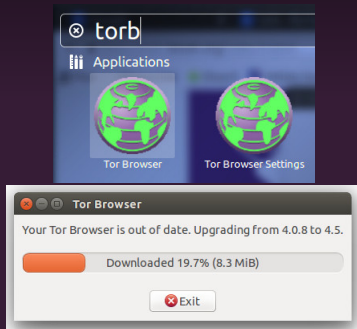 torb
Applications
Tor Browser
Tor Browser Settings
Tor Browser
Your Tor Browser is out of date. Upgrading from 4.0.8 to 4.5.
Downloaded 19.7% (8.3 MiB)
Exit